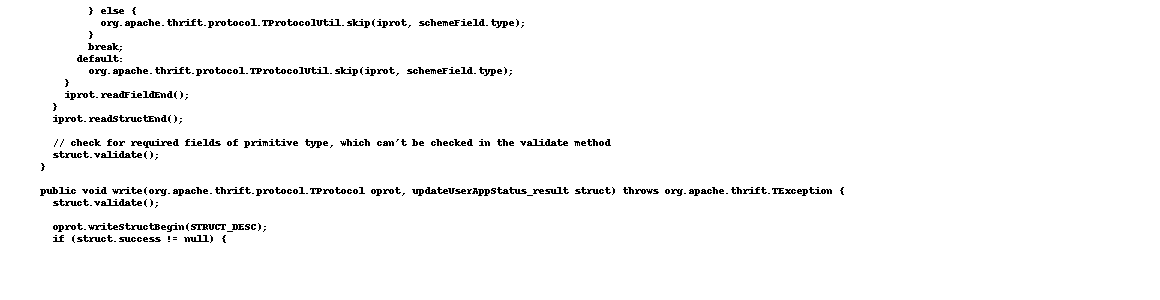 } else {
org.apache.thrift.protocol.TProtocolUtil.skip(iprot, schemeField.type);
}
break;
default:
org.apache.thrift.protocol.TProtocolUtil.skip(iprot, schemeField.type);
}
iprot.readFieldEnd();
}
iprot.readStructEnd();
// check for required fields of primitive type, which can't be checked in the validate method
struct.validate();
}
public void write(org.apache.thrift.protocol.TProtocol oprot, updateUserAppStatus_result struct) throws org.apache.thrift.TException {
struct.validate();
oprot.writeStructBegin(STRUCT_DESC);
if (struct.success != null) {